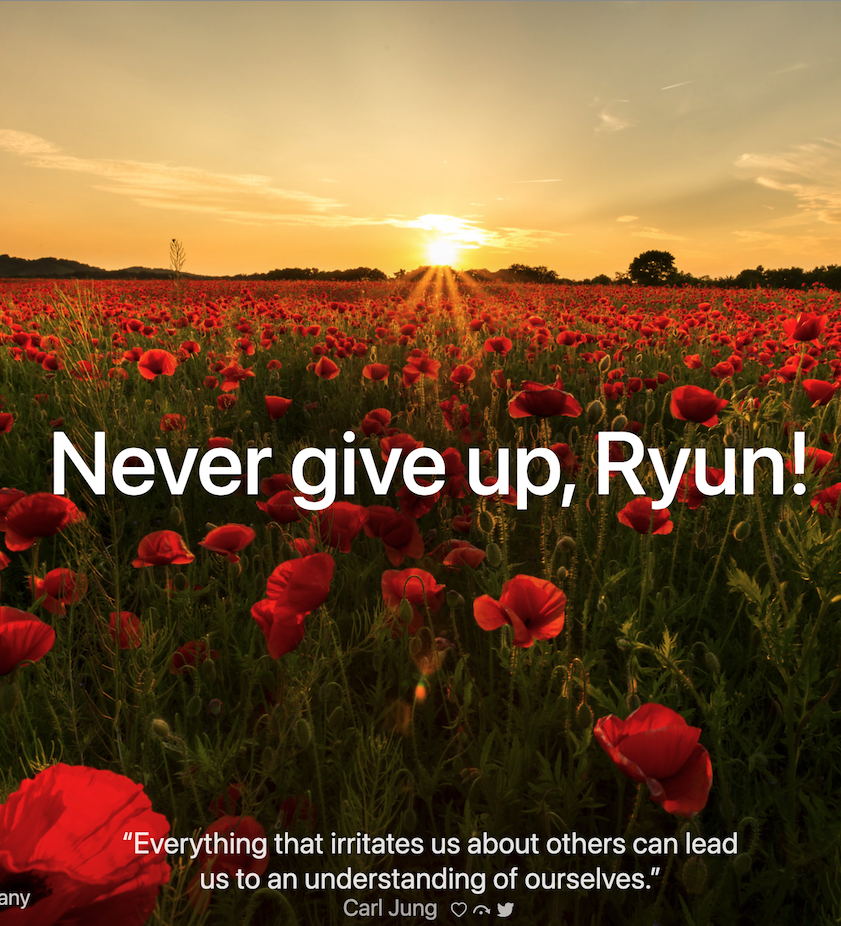 Never give up, Ryun!
“Everything that irritates us about others can lead
us to an understanding of ourselves.”
any
Carl Jung